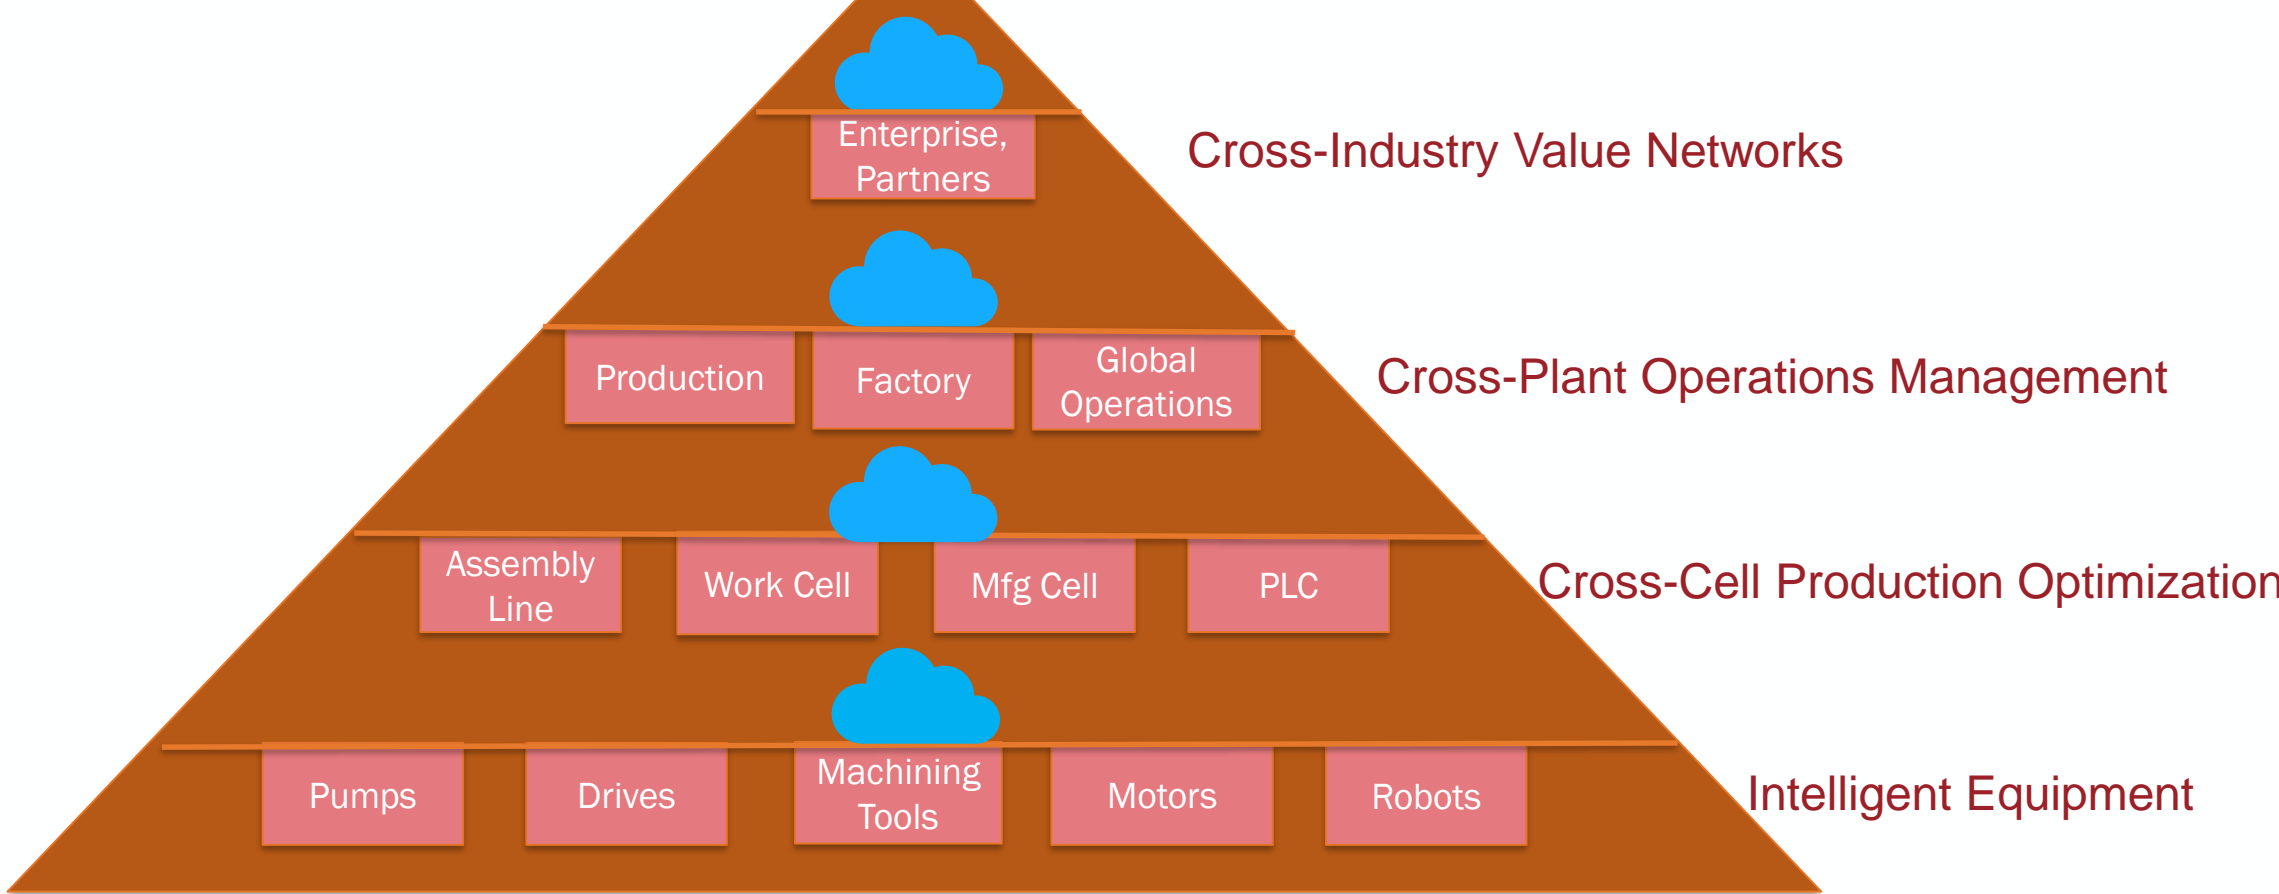 Enterprise,
Partners
Cross-Industry Value Networks
Production
Factory
Global
Operations
Cross-Plant Operations Management
Assembly
Line
Work Cell
Mfg Cell
PLC
Cross-Cell Production Optimization
Pumps
Drives
Machining
Tools
Motors
Robots
Intelligent Equipment